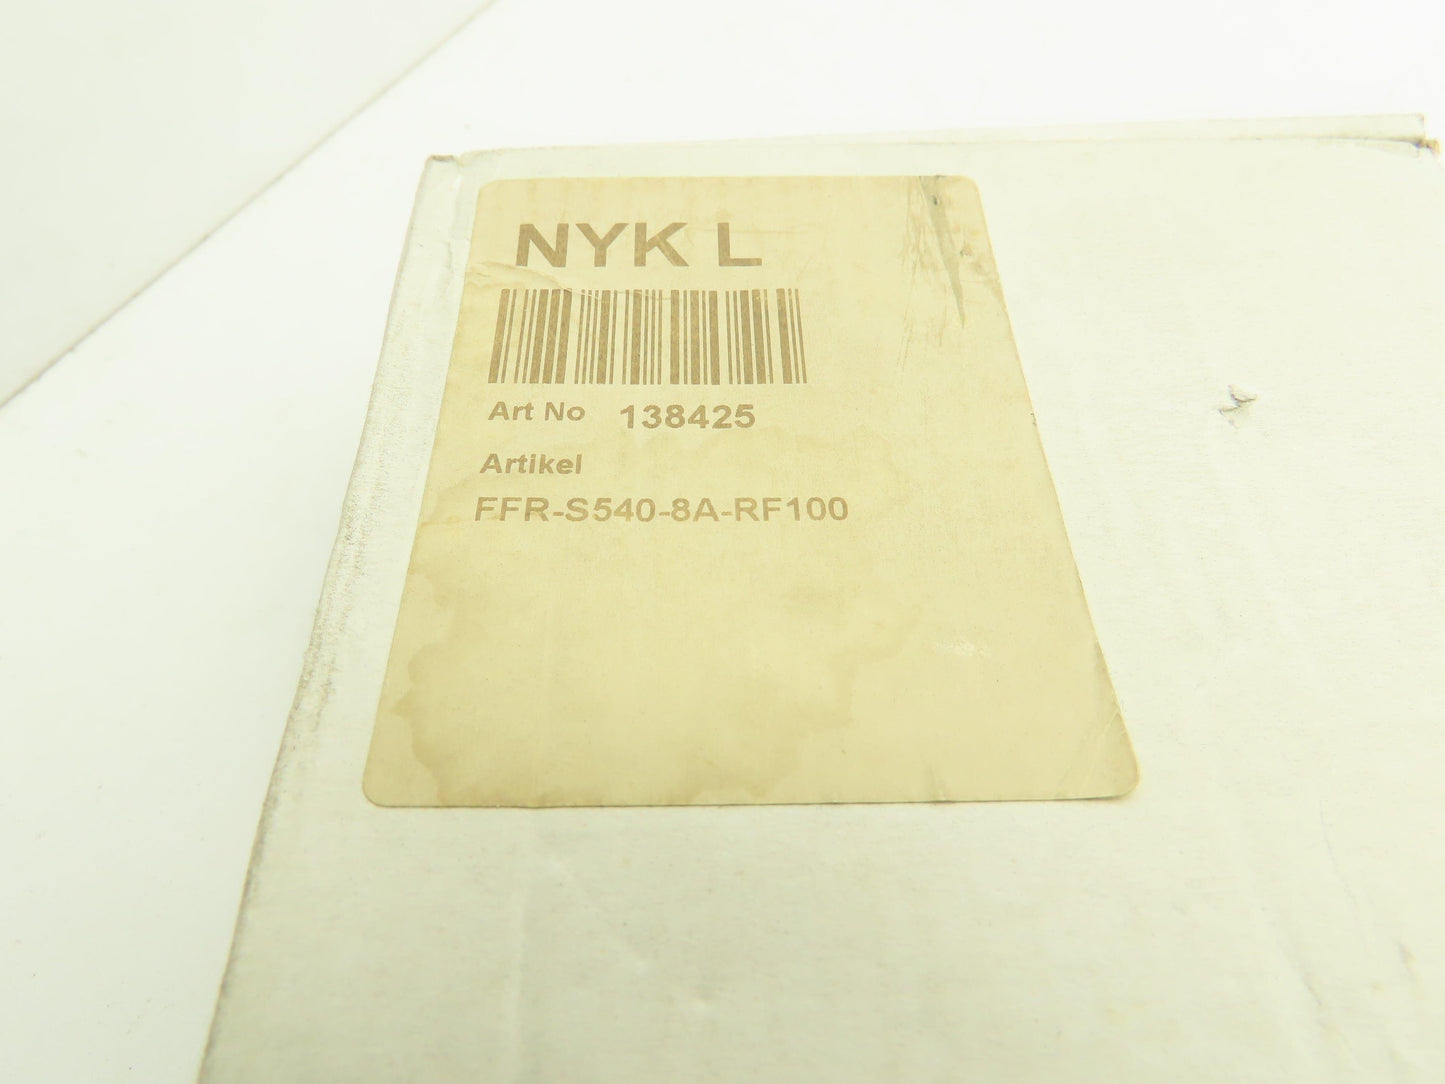 NYK L
Art No 138425
Artikel
FFR-S540-8A-RF100